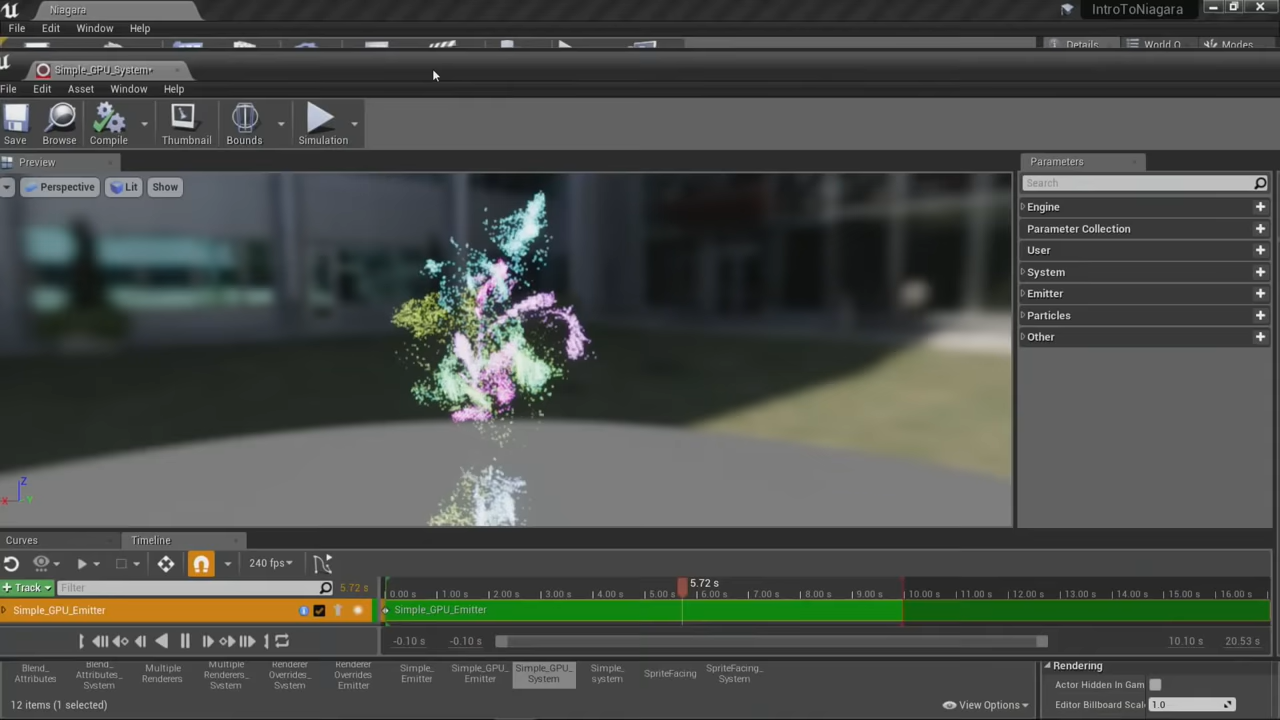 Niagara
IntroToNiagara
File Edit Window Help
Details World O Modes
Simple_GPU_System*
File Edit Asset Window Help
Save Browse Compile Thumbnail Bounds Simulation
Preview
Parameters
Perspective Lit Show
Search
Engine
Parameter Collection
User
System
Emitter
Particles
Other
Z
X Y
Curves Timeline
240 fps
Track Filter 5.72 s
5.72 s
0.00 s 1.00 s 2.00 s 3.00 s 4.00 s 5.00 s 6.00 s 7.00 s 8.00 s 9.00 s 10.00 s 11.00 s 12.00 s 13.00 s 14.00 s 15.00 s 16.00 s
Simple_GPU_Emitter Simple_GPU_Emitter
-0.10 s -0.10 s 10.10 s 20.53 s
Blend_ Blend_ Multiple Multiple Renderer Renderer Simple_ Simple_GPU_ Simple_GPU_ Simple_ SpriteFacing SpriteFacing_
Attributes Attributes_ Renderers Renderers_ Overrides_ Overrides Emitter Emitter System system System
System System System Emitter
Rendering
Actor Hidden In Gam
Editor Billboard Scale 1.0
12 items (1 selected) View Options